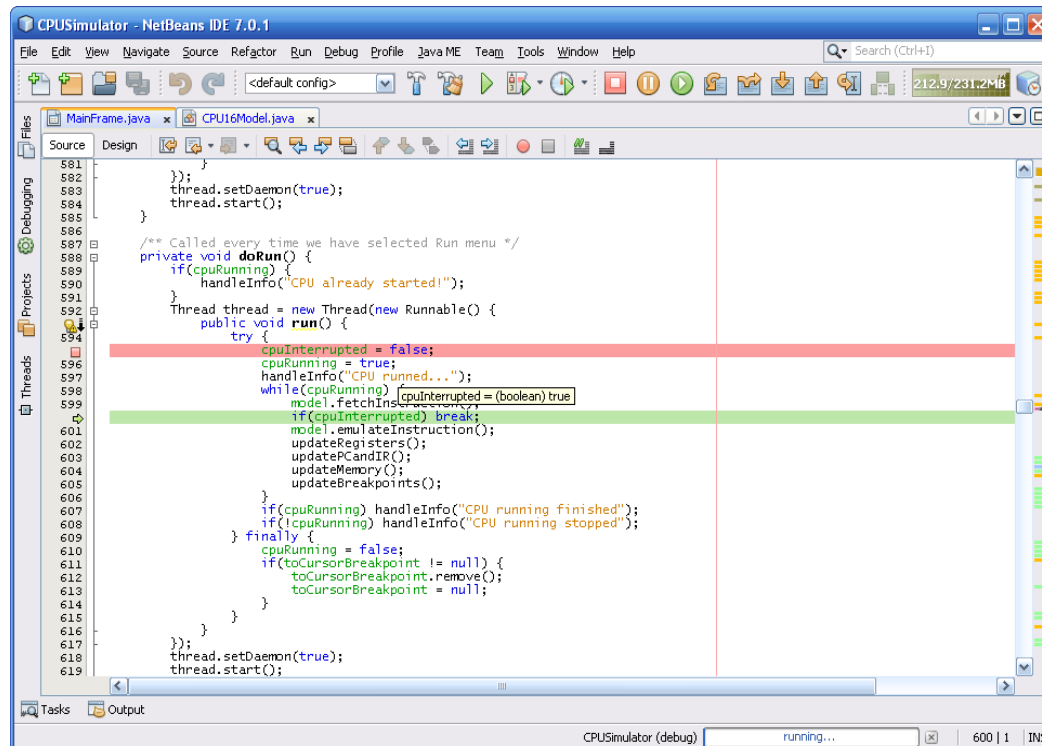 CPUSimulator - NetBeans IDE 7.0.1
File Edit View Navigate Source Refactor Run Debug Profile Java ME Team Tools Window Help
Search (Ctrl+I)
<default config>
212.9/231.2MB
Files
Debugging
Projects
Threads
MainFrame.java x CPU16Model.java x
Source Design
581 }
582 });
583 thread.setDaemon(true);
584 thread.start();
585 }
586
587 /** Called every time we have selected Run menu */
588 private void doRun() {
589 if(cpuRunning) {
590 handleInfo("CPU already started!");
591 }
592 Thread thread = new Thread(new Runnable() {
public void run() {
594 try {
cpuInterrupted = false;
596 cpuRunning = true;
597 handleInfo("CPU runned...");
598 while(cpuRunning) {
cpuInterrupted = (boolean) true
599 model.fetchInstruction();
if(cpuInterrupted) break;
601 model.emulateInstruction();
602 updateRegisters();
603 updatePCandIR();
604 updateMemory();
605 updateBreakpoints();
606 }
607 if(cpuRunning) handleInfo("CPU running finished");
608 if(!cpuRunning) handleInfo("CPU running stopped");
609 } finally {
610 cpuRunning = false;
611 if(toCursorBreakpoint != null) {
612 toCursorBreakpoint.remove();
613 toCursorBreakpoint = null;
614 }
615 }
616 }
617 });
618 thread.setDaemon(true);
619 thread.start();
Tasks Output
CPUSimulator (debug) running... 600 | 1 INS